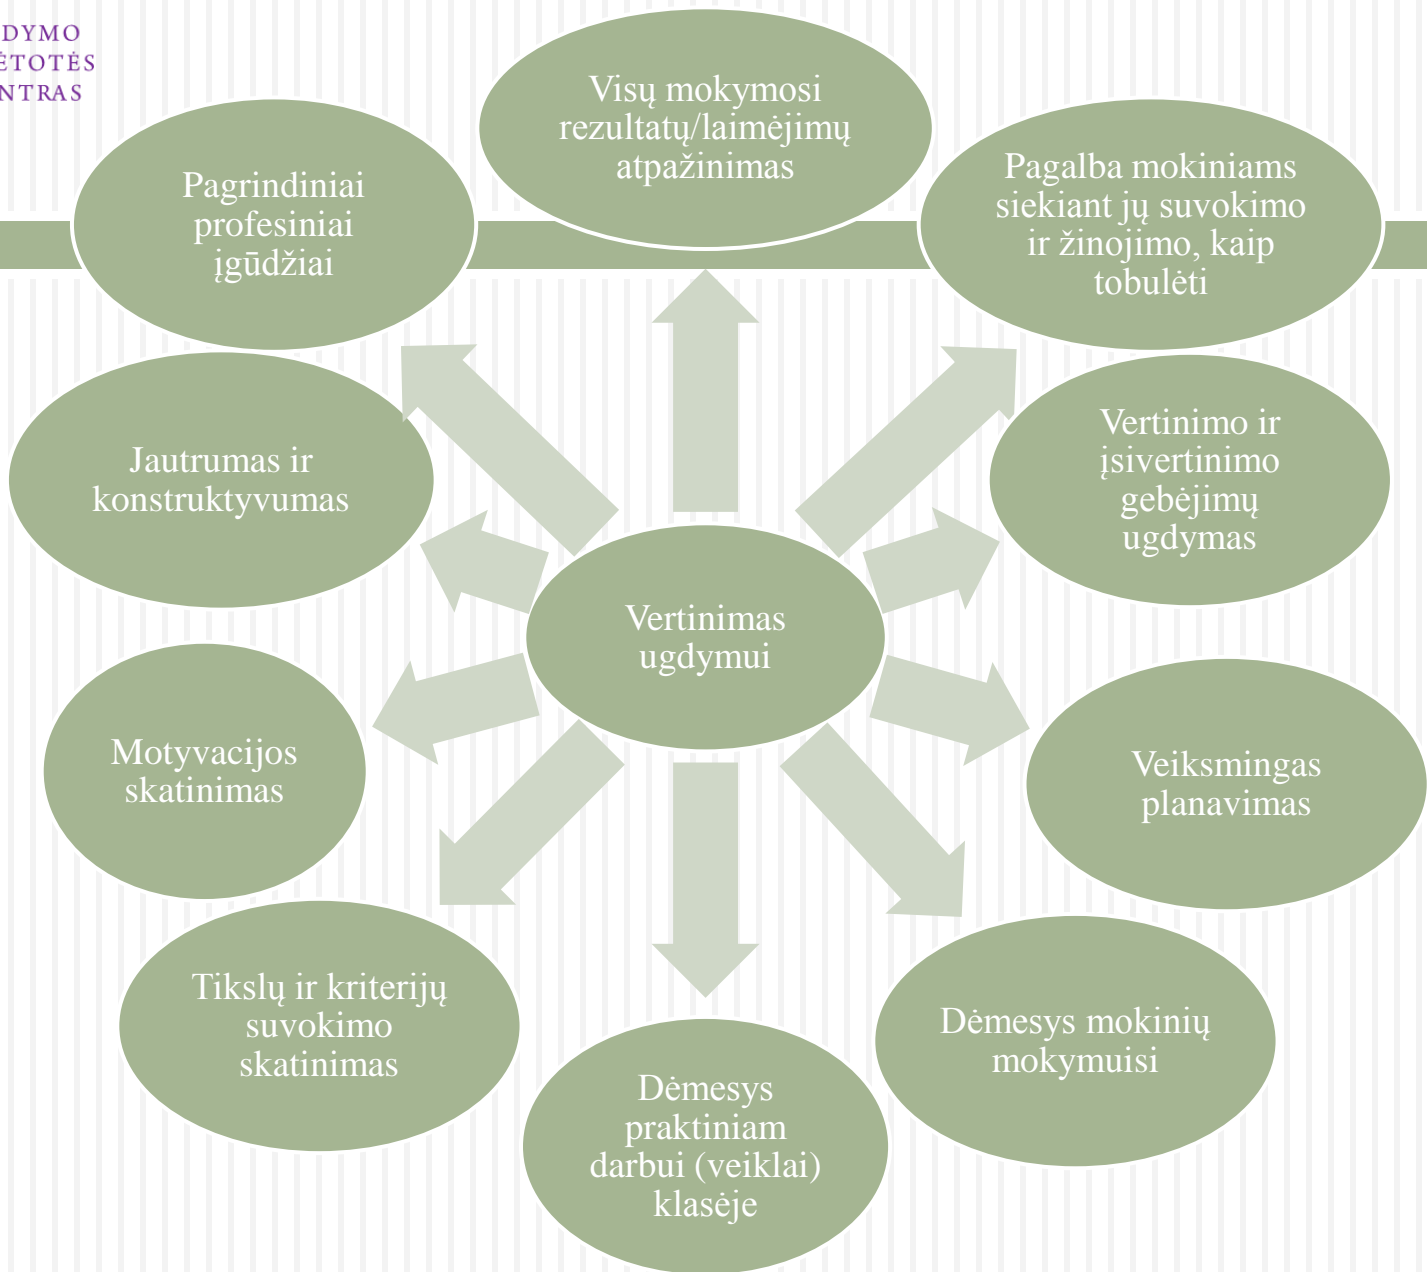 DYMO
ĖTOTĖS
NTRAS
Visų mokymosi
rezultatų/laimėjimų
atpažinimas
Pagrindiniai
profesiniai
įgūdžiai
Pagalba mokiniams
siekiant jų suvokimo
ir žinojimo, kaip
tobulėti
Jautrumas ir
konstruktyvumas
Vertinimo ir
įsivertinimo
gebėjimų
ugdymas
Vertinimas
ugdymui
Motyvacijos
skatinimas
Veiksmingas
planavimas
Tikslų ir kriterijų
suvokimo
skatinimas
Dėmesys mokinių
mokymuisi
Dėmesys
praktiniam
darbui (veiklai)
klasėje